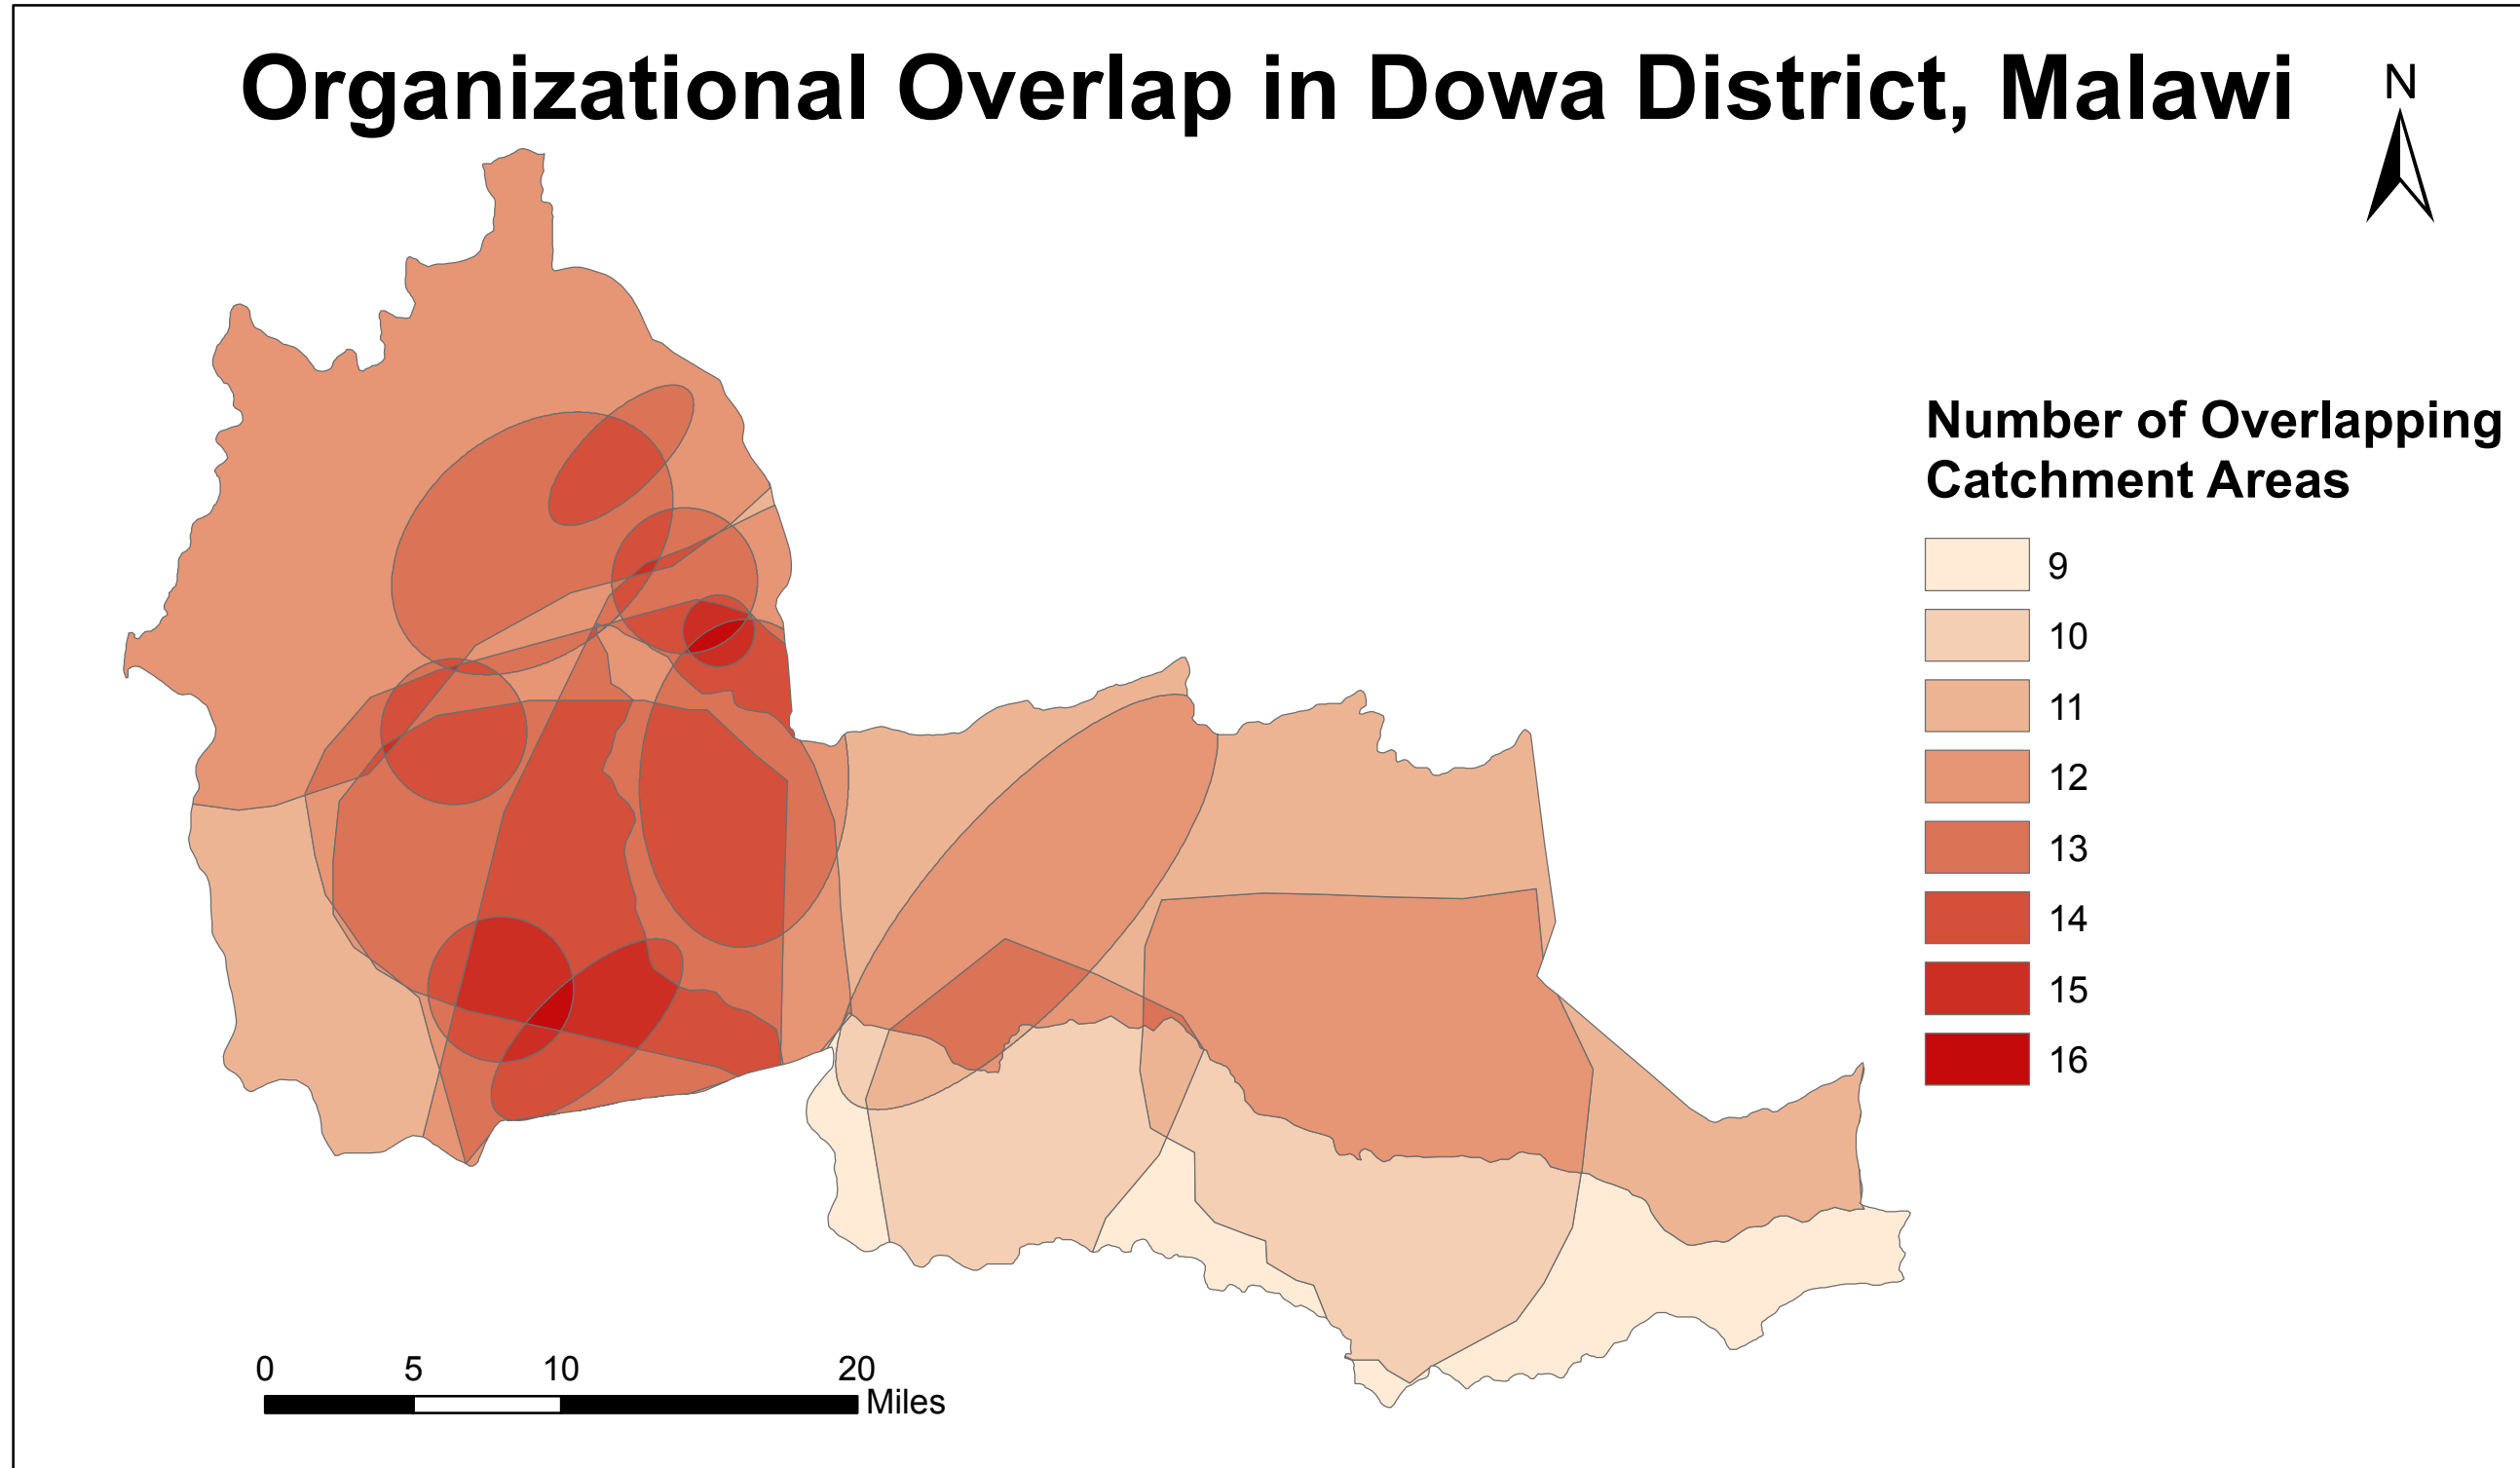 Organizational Overlap in Dowa District, Malawi
N
Number of Overlapping
Catchment Areas
9
10
11
12
13
14
15
16
0 5 10 20
Miles